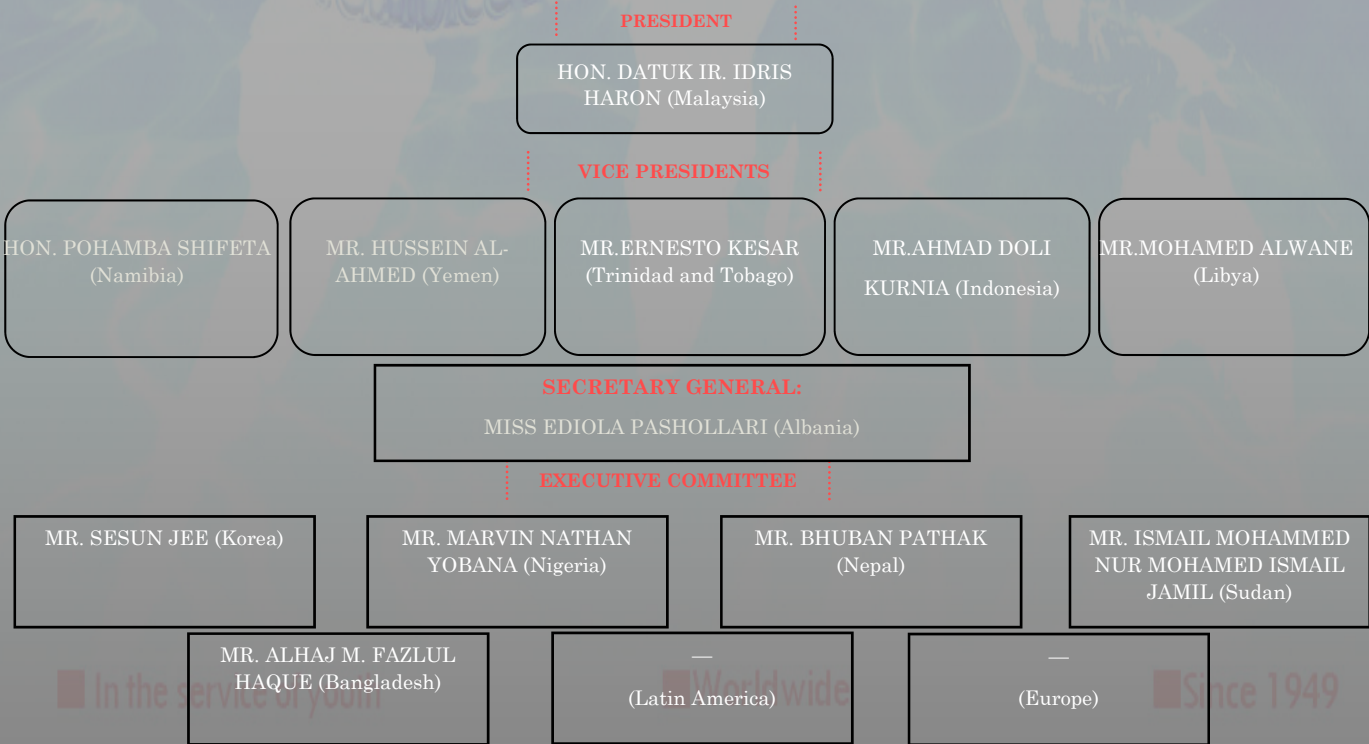 PRESIDENT
HON. DATUK IR. IDRIS
HARON (Malaysia)
VICE PRESIDENTS
HON. POHAMBA SHIFETA
(Namibia)
MR. HUSSEIN AL-
AHMED (Yemen)
MR.ERNESTO KESAR
(Trinidad and Tobago)
MR.AHMAD DOLI
KURNIA (Indonesia)
MR.MOHAMED ALWANE
(Libya)
SECRETARY GENERAL:
MISS EDIOLA PASHOLLARI (Albania)
EXECUTIVE COMMITTEE
MR. SESUN JEE (Korea)
MR. MARVIN NATHAN
YOBANA (Nigeria)
MR. BHUBAN PATHAK
(Nepal)
MR. ISMAIL MOHAMMED
NUR MOHAMED ISMAIL
JAMIL (Sudan)
MR. ALHAJ M. FAZLUL
HAQUE (Bangladesh)
—
(Latin America)
—
(Europe)
In the service of youth
Worldwide
Since 1949